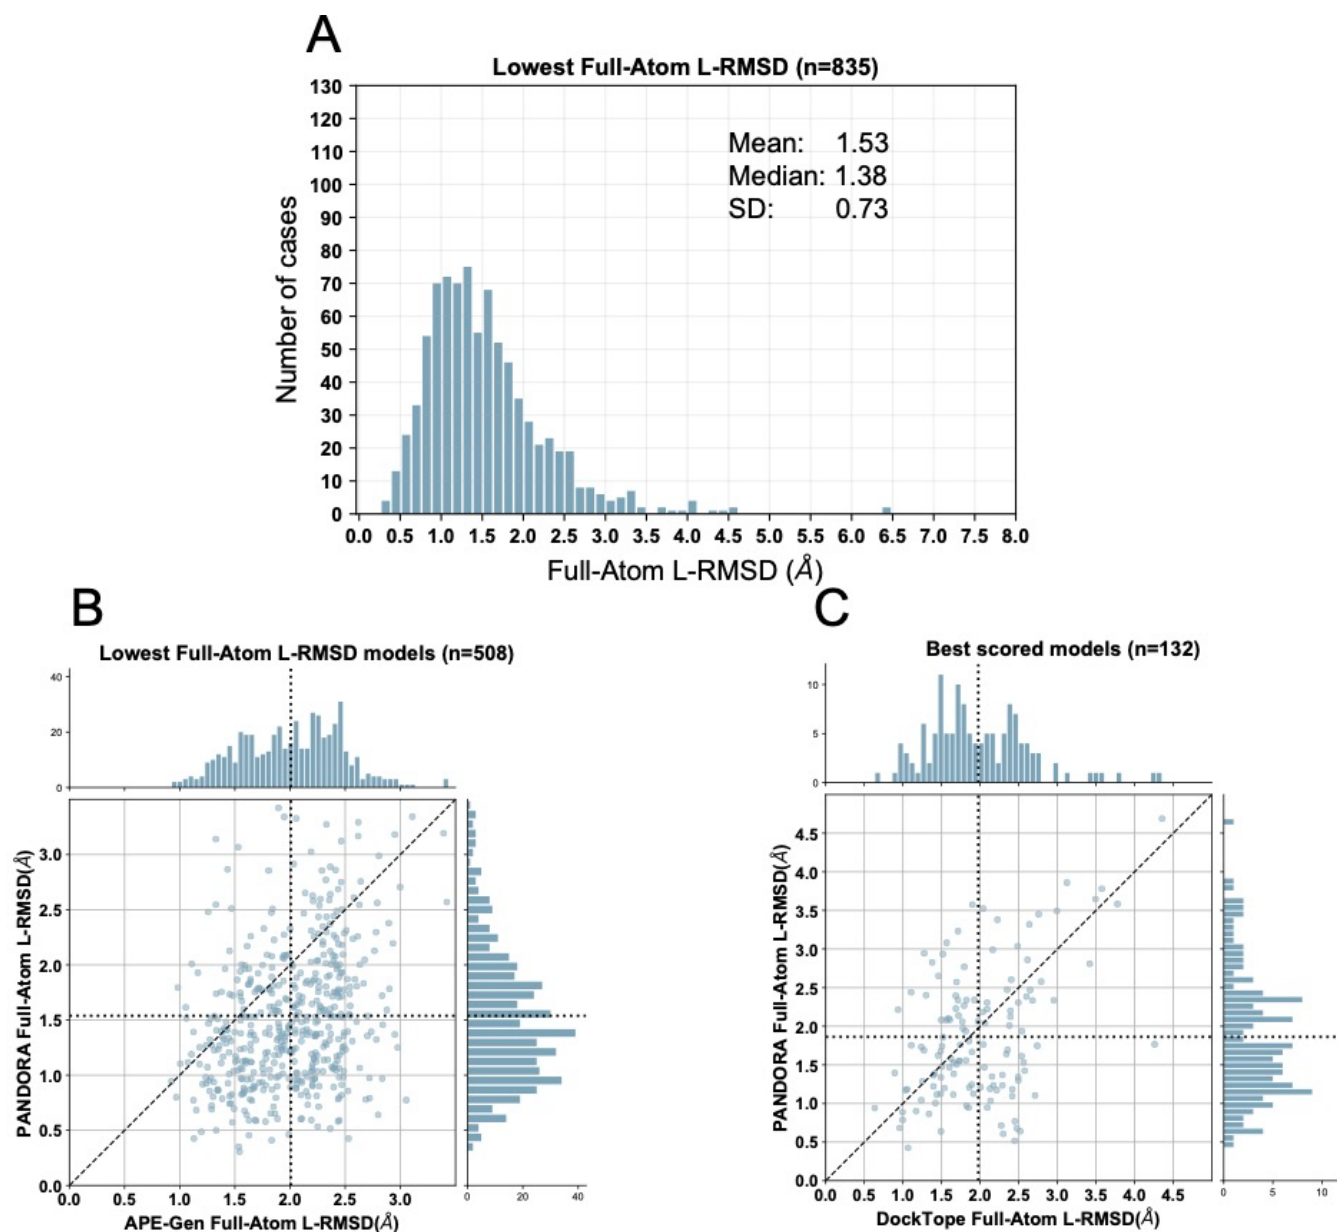 A
Lowest Full-Atom L-RMSD (n=835)
130
120
110
100
90
80
70
60
50
40
30
20
10
0
Number of cases
Mean: 1.53
Median: 1.38
SD: 0.73
0.0 0.5 1.0 1.5 2.0 2.5 3.0 3.5 4.0 4.5 5.0 5.5 6.0 6.5 7.0 7.5 8.0
Full-Atom L-RMSD (Å)
B
Lowest Full-Atom L-RMSD models (n=508)
40
20
0
3.0
2.5
2.0
1.5
1.0
0.5
0.0
PANDORA Full-Atom L-RMSD(Å)
0.0 0.5 1.0 1.5 2.0 2.5 3.0
0 20 40
APE-Gen Full-Atom L-RMSD(Å)
C
Best scored models (n=132)
10
5
0
4.5
4.0
3.5
3.0
2.5
2.0
1.5
1.0
0.5
0.0
PANDORA Full-Atom L-RMSD(Å)
0.0 0.5 1.0 1.5 2.0 2.5 3.0 3.5 4.0 4.5
0 5 10
DockTope Full-Atom L-RMSD(Å)